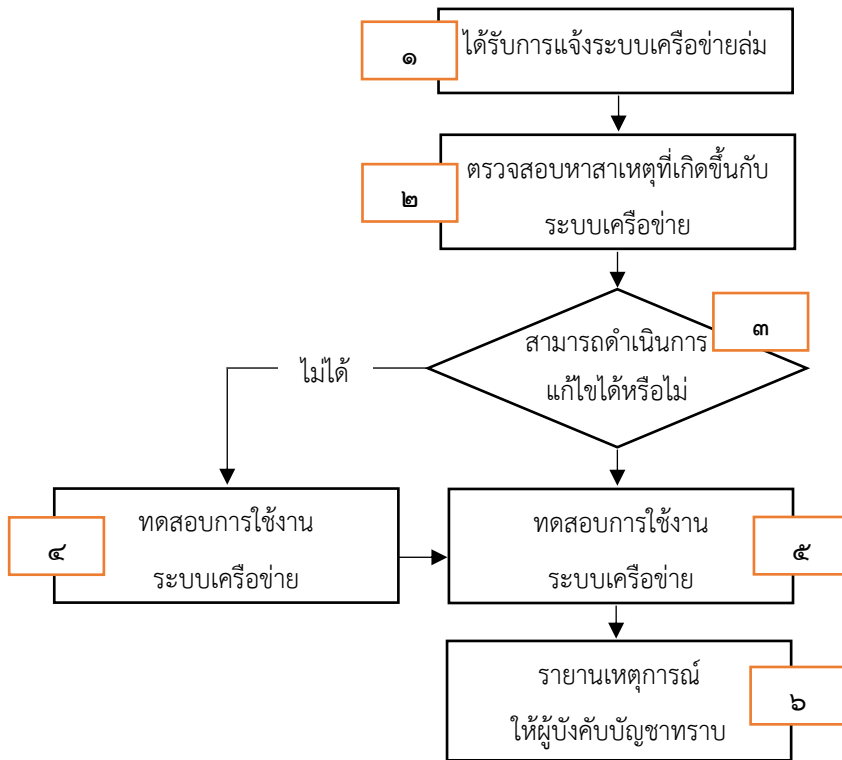 ๑
ได้รับการแจ้งระบบเครือข่ายล่ม
๒
ตรวจสอบหาสาเหตุที่เกิดขึ้นกับ
ระบบเครือข่าย
๓
สามารถดำเนินการ
แก้ไขได้หรือไม่
ไม่ได้
๔
ทดสอบการใช้งาน
ระบบเครือข่าย
ทดสอบการใช้งาน
ระบบเครือข่าย
๕
รายานเหตุการณ์
ให้ผู้บังคับบัญชาทราบ
๖